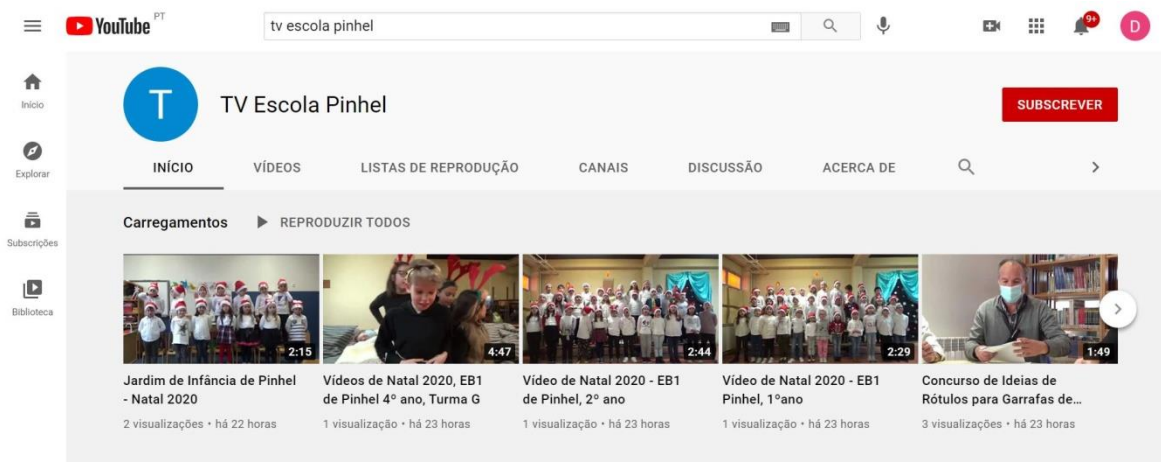 YouTube PT
tv escola pinhel
9+
D
Início
Explorar
Subscrições
Biblioteca
T
TV Escola Pinhel
SUBSCREVER
INÍCIO VÍDEOS LISTAS DE REPRODUÇÃO CANAIS DISCUSSÃO ACERCA DE
Carregamentos REPRODUZIR TODOS
2:15
Jardim de Infância de Pinhel
- Natal 2020
2 visualizações • há 22 horas
4:47
Vídeos de Natal 2020, EB1
de Pinhel 4º ano, Turma G
1 visualização • há 23 horas
2:44
Vídeo de Natal 2020 - EB1
de Pinhel, 2º ano
1 visualização • há 23 horas
2:29
Vídeo de Natal 2020 - EB1
Pinhel, 1ºano
1 visualização • há 23 horas
1:49
Concurso de Ideias de
Rótulos para Garrafas de...
3 visualizações • há 23 horas